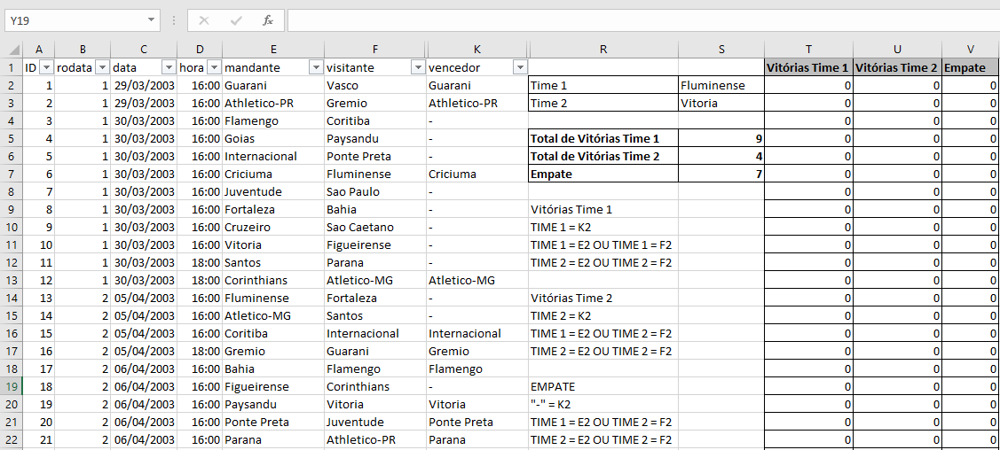 Y19 fx
A B C D E F K R S T U V
1 ID rodata data hora mandante visitante vencedor Vitórias Time 1 Vitórias Time 2 Empate
2 1 1 29/03/2003 16:00 Guarani Vasco Guarani Time 1 Fluminense 0 0 0
3 2 1 29/03/2003 16:00 Athletico-PR Gremio Athletico-PR Time 2 Vitoria 0 0 0
4 3 1 30/03/2003 16:00 Flamengo Coritiba - 0 0 0
5 4 1 30/03/2003 16:00 Goias Paysandu - Total de Vitórias Time 1 9 0 0 0
6 5 1 30/03/2003 16:00 Internacional Ponte Preta - Total de Vitórias Time 2 4 0 0 0
7 6 1 30/03/2003 16:00 Criciuma Fluminense Criciuma Empate 7 0 0 0
8 7 1 30/03/2003 16:00 Juventude Sao Paulo - 0 0 0
9 8 1 30/03/2003 16:00 Fortaleza Bahia - Vitórias Time 1 0 0 0
10 9 1 30/03/2003 16:00 Cruzeiro Sao Caetano - TIME 1 = K2 0 0 0
11 10 1 30/03/2003 16:00 Vitoria Figueirense - TIME 1 = E2 OU TIME 1 = F2 0 0 0
12 11 1 30/03/2003 18:00 Santos Parana - TIME 2 = E2 OU TIME 2 = F2 0 0 0
13 12 1 30/03/2003 18:00 Corinthians Atletico-MG Atletico-MG 0 0 0
14 13 2 05/04/2003 16:00 Fluminense Fortaleza - Vitórias Time 2 0 0 0
15 14 2 05/04/2003 16:00 Atletico-MG Santos - TIME 2 = K2 0 0 0
16 15 2 05/04/2003 16:00 Coritiba Internacional Internacional TIME 1 = E2 OU TIME 2 = F2 0 0 0
17 16 2 05/04/2003 18:00 Gremio Guarani Gremio TIME 2 = E2 OU TIME 2 = F2 0 0 0
18 17 2 06/04/2003 16:00 Bahia Flamengo Flamengo 0 0 0
19 18 2 06/04/2003 16:00 Figueirense Corinthians - EMPATE 0 0 0
20 19 2 06/04/2003 16:00 Paysandu Vitoria Vitoria "-" = K2 0 0 0
21 20 2 06/04/2003 16:00 Ponte Preta Juventude Ponte Preta TIME 1 = E2 OU TIME 2 = F2 0 0 0
22 21 2 06/04/2003 16:00 Parana Athletico-PR Parana TIME 2 = E2 OU TIME 2 = F2 0 0 0